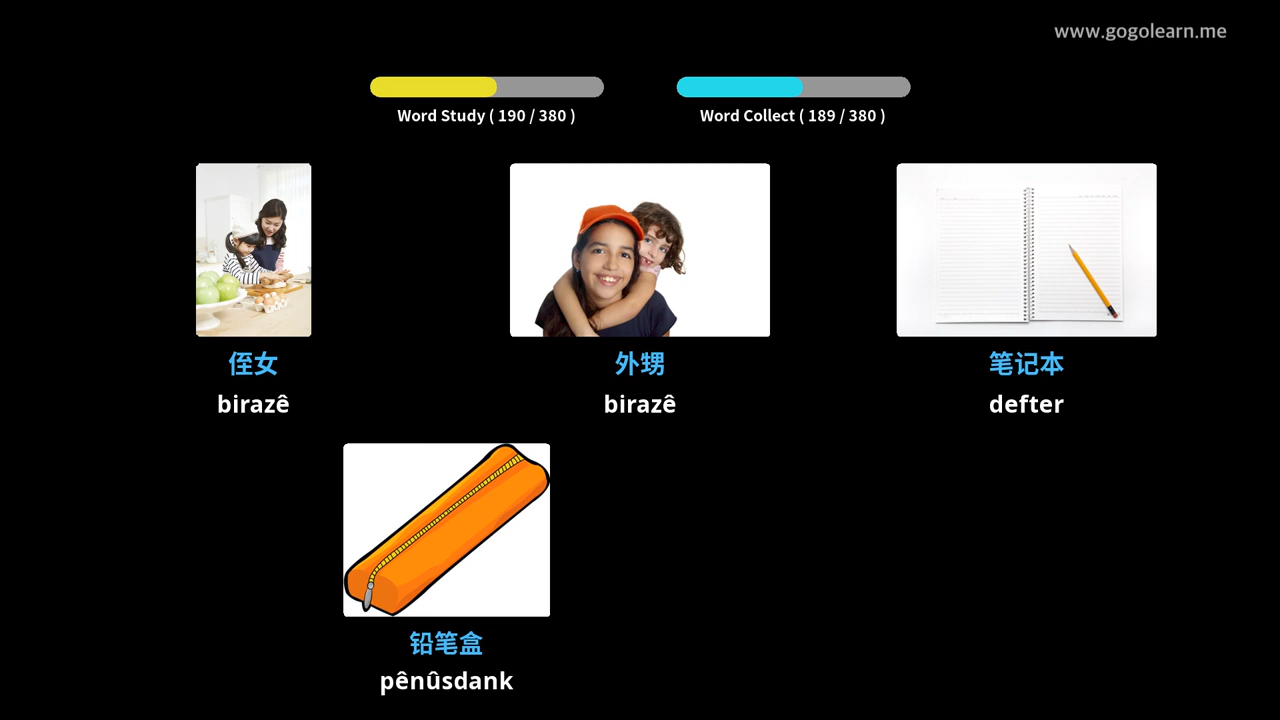 www.gogolearn.me
Word Study ( 190 / 380 )
Word Collect ( 189 / 380 )
侄女
birazê
外甥
birazê
笔记本
defter
铅笔盒
pênûsdank